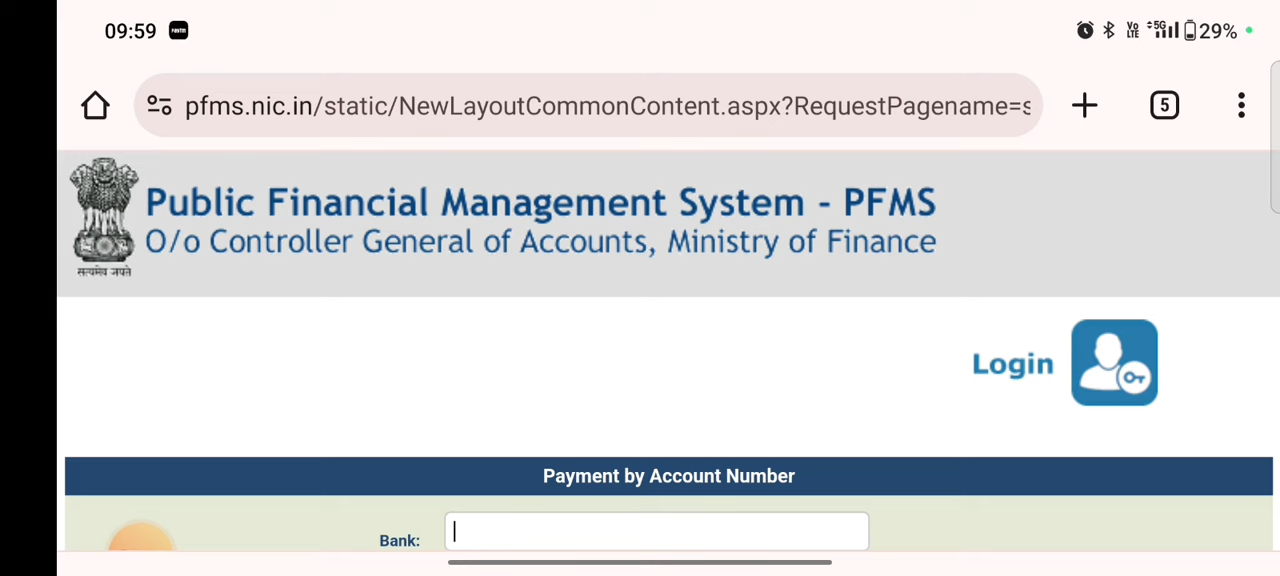 09:59 29%
pfms.nic.in/static/NewLayoutCommonContent.aspx?RequestPagename=s
5
Public Financial Management System - PFMS
O/o Controller General of Accounts, Ministry of Finance
सत्यमेव जयते
Login
Payment by Account Number
Bank: